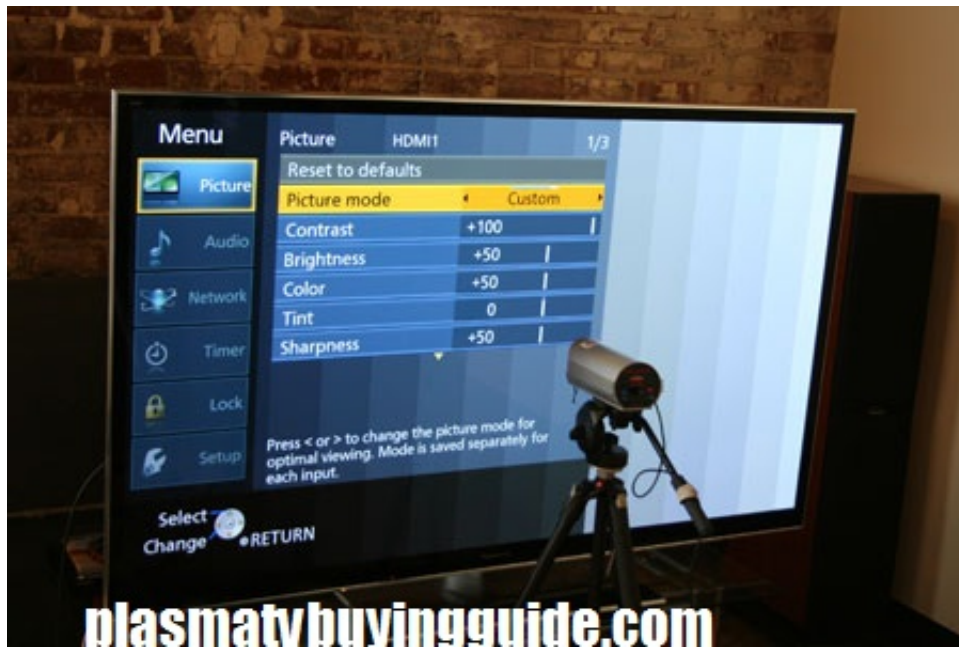 Menu
Picture HDMI1 1/3
Reset to defaults
Picture
Picture mode Custom
Contrast +100
Audio
Brightness +50
Color +50
Network
Tint 0
Sharpness +50
Timer
Lock
Press < or > to change the picture mode for
optimal viewing. Mode is saved separately for
each input.
Setup
Select
Change
RETURN
plasmatvbuyingguide.com